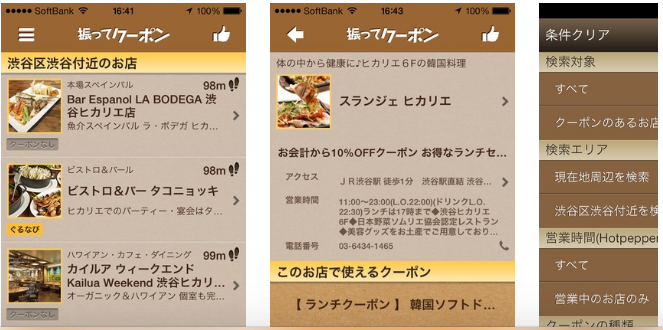 SoftBank 16:41 100%
振ってクーポン
渋谷区渋谷付近のお店
本場スペインバル 98m
Bar Espanol LA BODEGA 渋
谷ヒカリエ店
魚介スペインバル ラ・ボデガ ヒカ...
クーポンなし
ビストロ&バール 98m
ビストロ&バー タコニョッキ
ヒカリエでのパーティー・宴会はタ...
ぐるなび
ハワイアン・カフェ・ダイニング 99m
カイルア ウィークエンド
Kailua Weekend 渋谷ヒカリ...
オーガニック&ハワイアン 個室も完...
クーポンなし
SoftBank 16:43 100%
振ってクーポン
体の中から健康に♪ヒカリエ6Fの韓国料理
スランジェ ヒカリエ
お会計から10%OFFクーポン お得なランチセ...
アクセス JR渋谷駅 徒歩1分 渋谷駅直結 渋谷...
営業時間 11:00~23:00(L.O.22:00)(ドリンクL.O.
22:30)ランチは17時まで◆渋谷ヒカリエ
6F◆日本野菜ソムリエ協会認定レストラン
◆美容グッズをお土産でご用意しており...
電話番号 03-6434-1465
このお店で使えるクーポン
【 ランチクーポン 】 韓国ソフトド...
条件クリア
検索対象
すべて
クーポンのあるお店
検索エリア
現在地周辺を検索
渋谷区渋谷付近を検
営業時間(Hotpepper
すべて
営業中のお店のみ
クーポンの種類